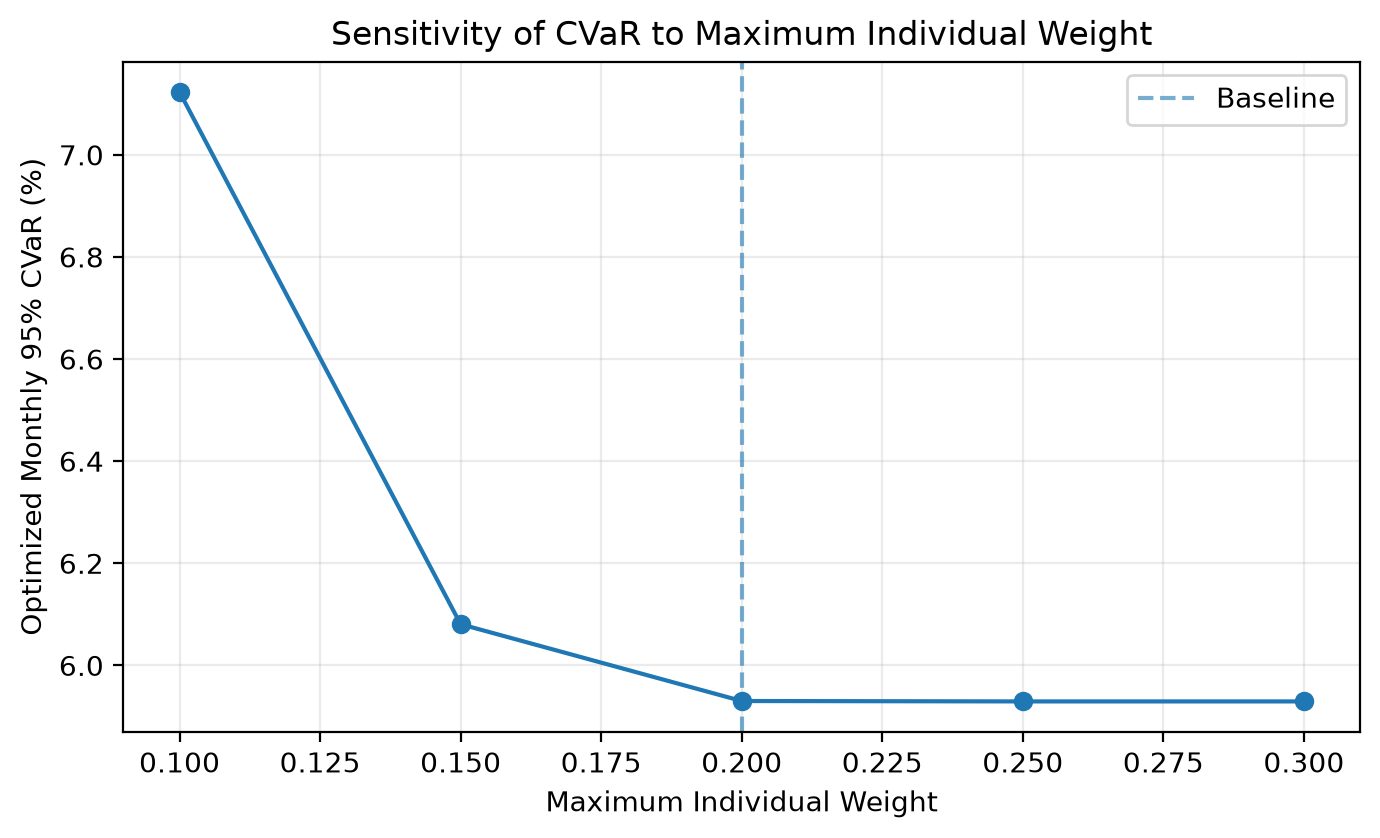 Sensitivity of CVaR to Maximum Individual Weight
Baseline
Optimized Monthly 95% CVaR (%)
7.0
6.8
6.6
6.4
6.2
6.0
0.100 0.125 0.150 0.175 0.200 0.225 0.250 0.275 0.300
Maximum Individual Weight